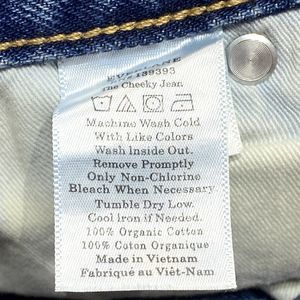 The Cheeky Jean
Machine Wash Cold
With Like Colors
Wash Inside Out.
Remove Promptly
Only Non-Chlorine
Bleach When Necessary
Tumble Dry Low.
Cool Iron if Needed.
100% Organic Cotton
100% Coton Organique
Made in Vietnam
Fabriqué au Viêt-Nam